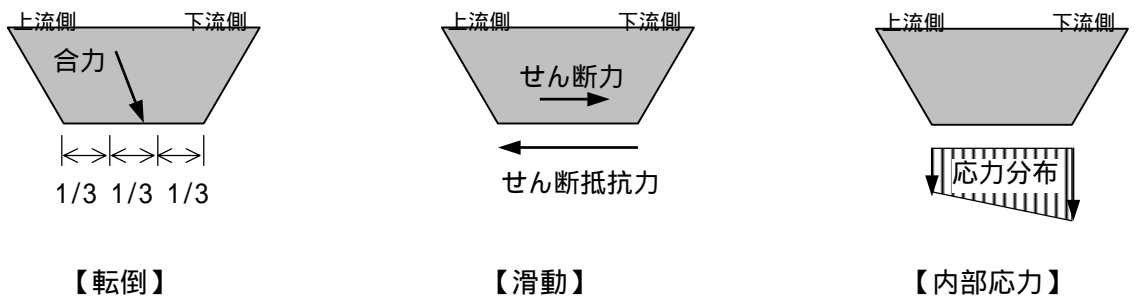 上流側 下流側
合力
1/3 1/3 1/3
【転倒】
上流側 下流側
せん断力
せん断抵抗力
【滑動】
上流側 下流側
応力分布
【内部応力】